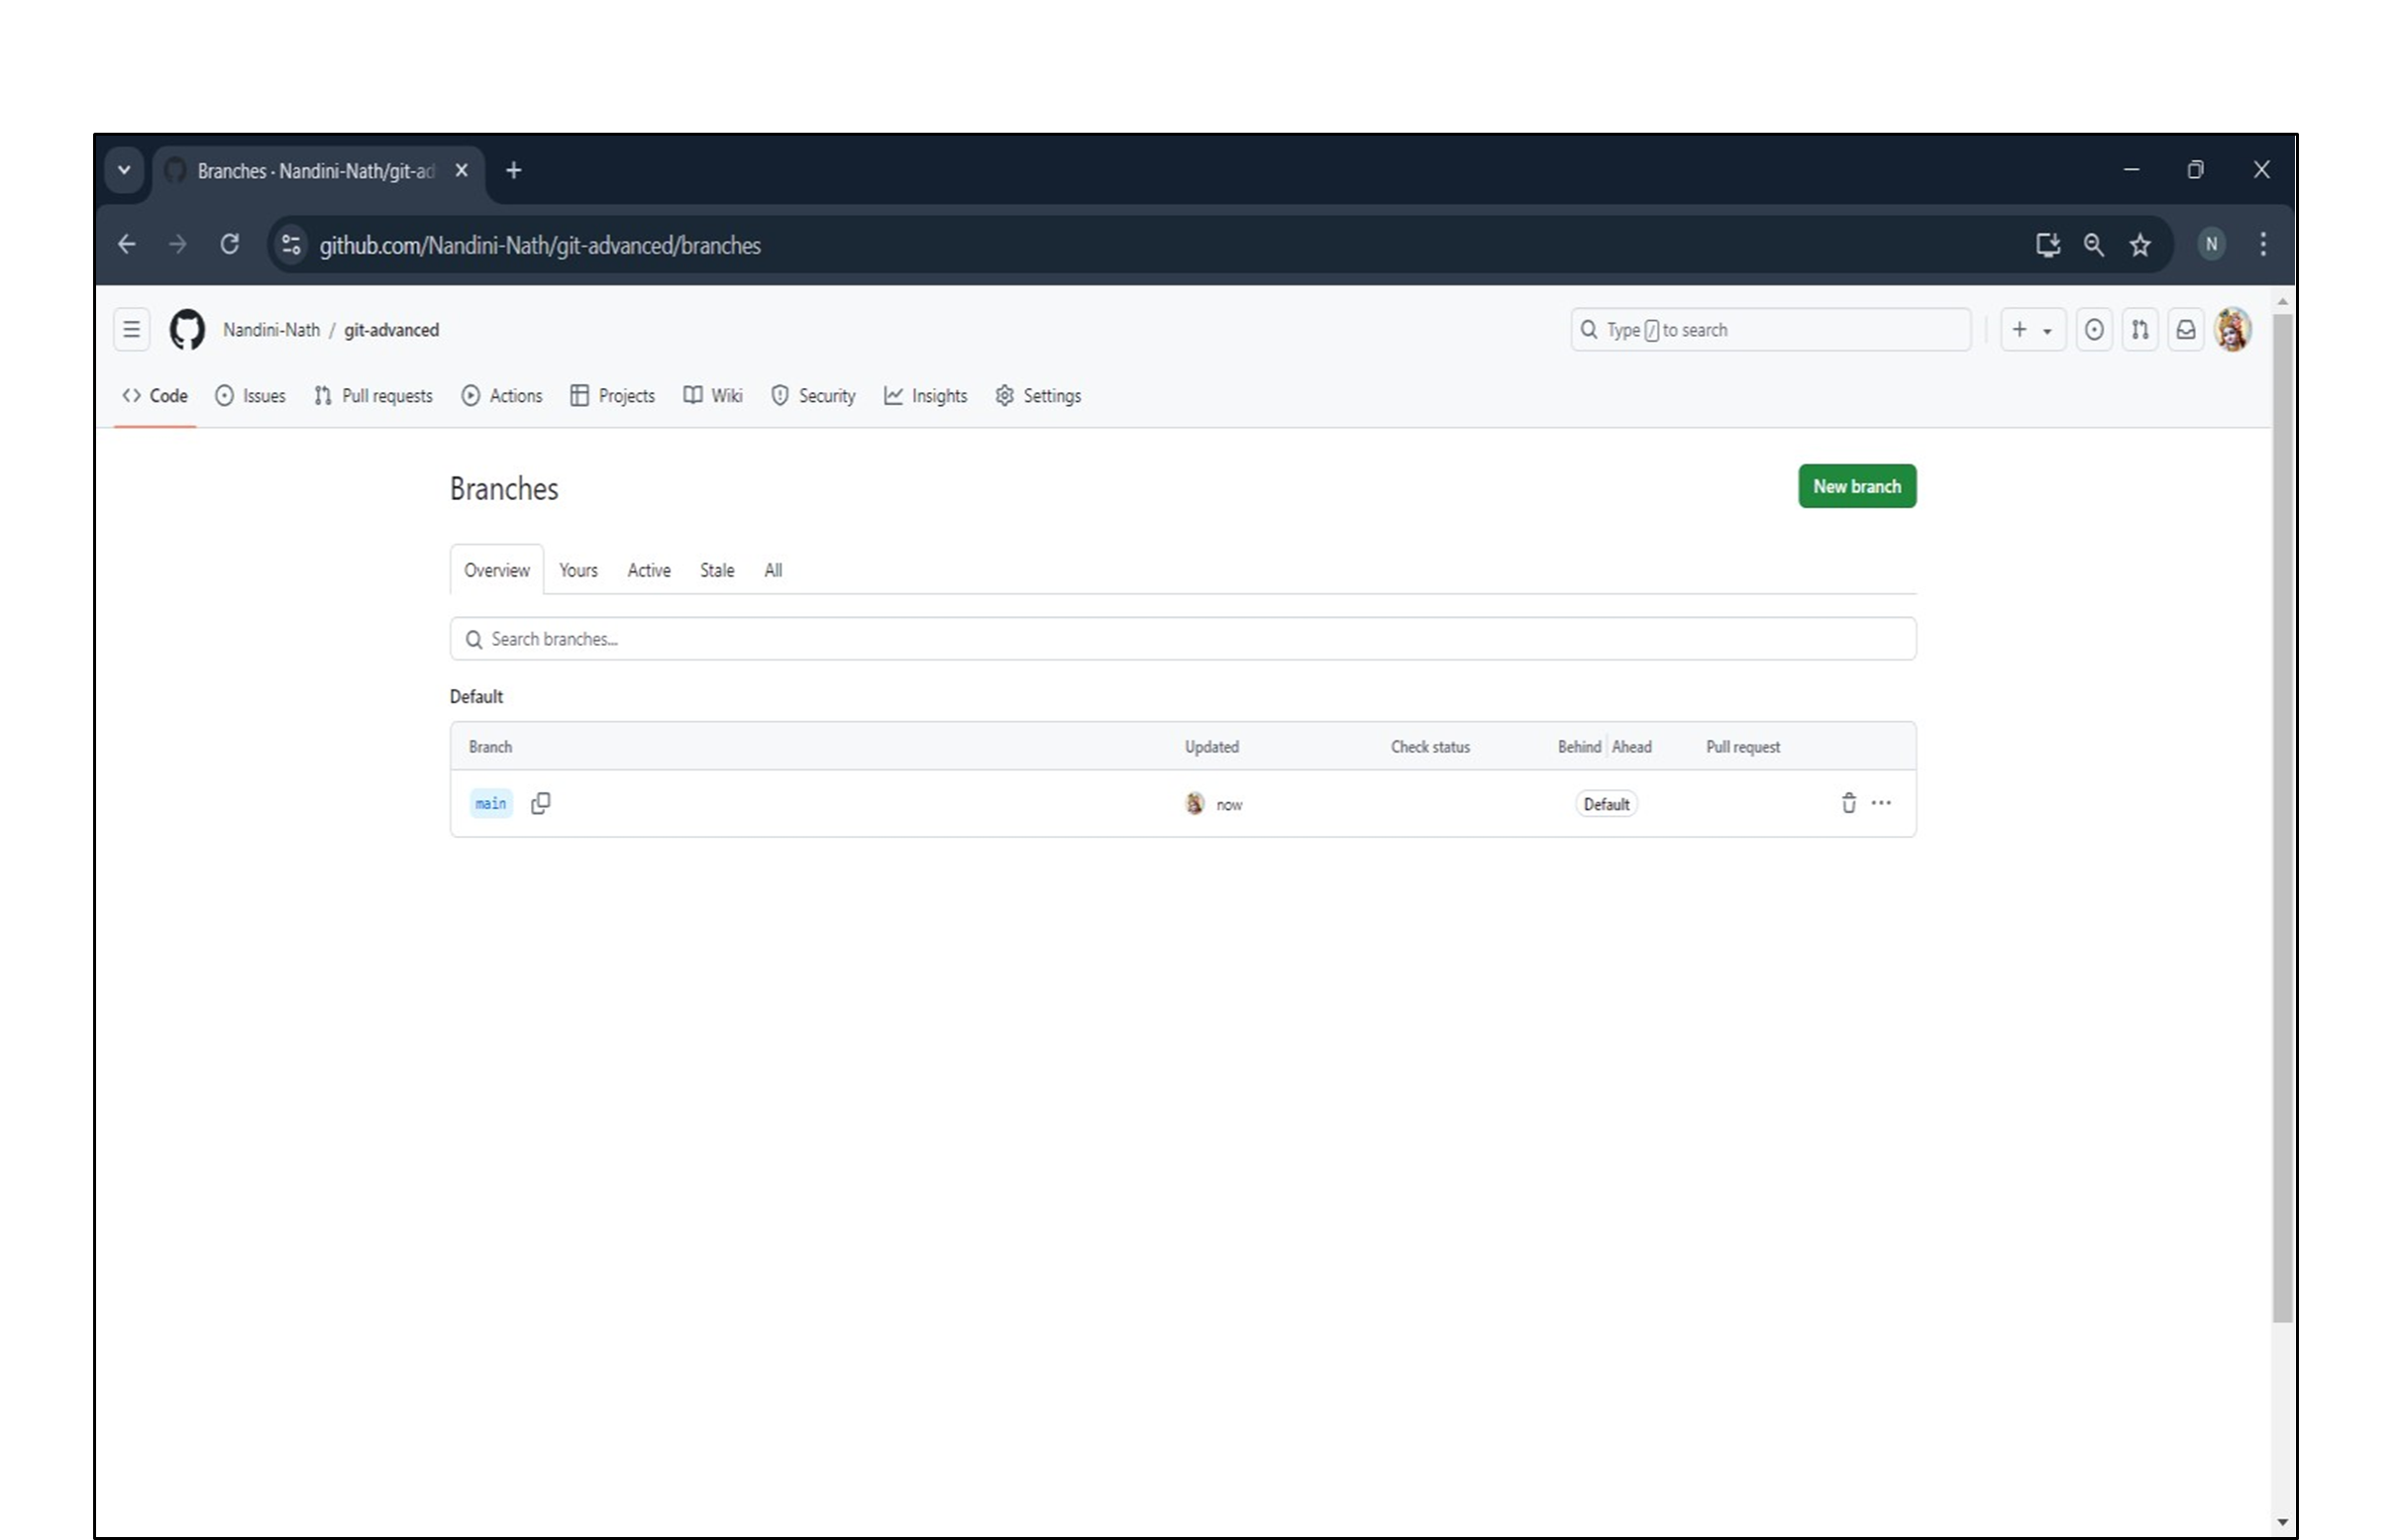 Branches · Nandini-Nath/git-ad
github.com/Nandini-Nath/git-advanced/branches
N
Nandini-Nath / git-advanced
Type / to search
Code Issues Pull requests Actions Projects Wiki Security Insights Settings
Branches
New branch
Overview Yours Active Stale All
Search branches...
Default
Branch Updated Check status Behind Ahead Pull request
main now Default